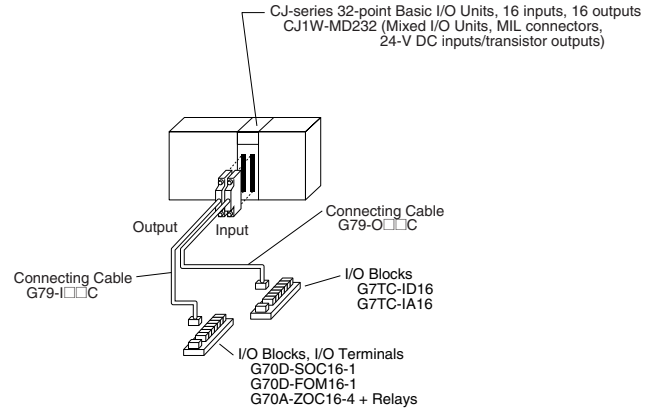 CJ-series 32-point Basic I/O Units, 16 inputs, 16 outputs
CJ1W-MD232 (Mixed I/O Units, MIL connectors,
24-V DC inputs/transistor outputs)
Output
Input
Connecting Cable
G79-O□□C
Connecting Cable
G79-I□□C
I/O Blocks
G7TC-ID16
G7TC-IA16
I/O Blocks, I/O Terminals
G70D-SOC16-1
G70D-FOM16-1
G70A-ZOC16-4 + Relays